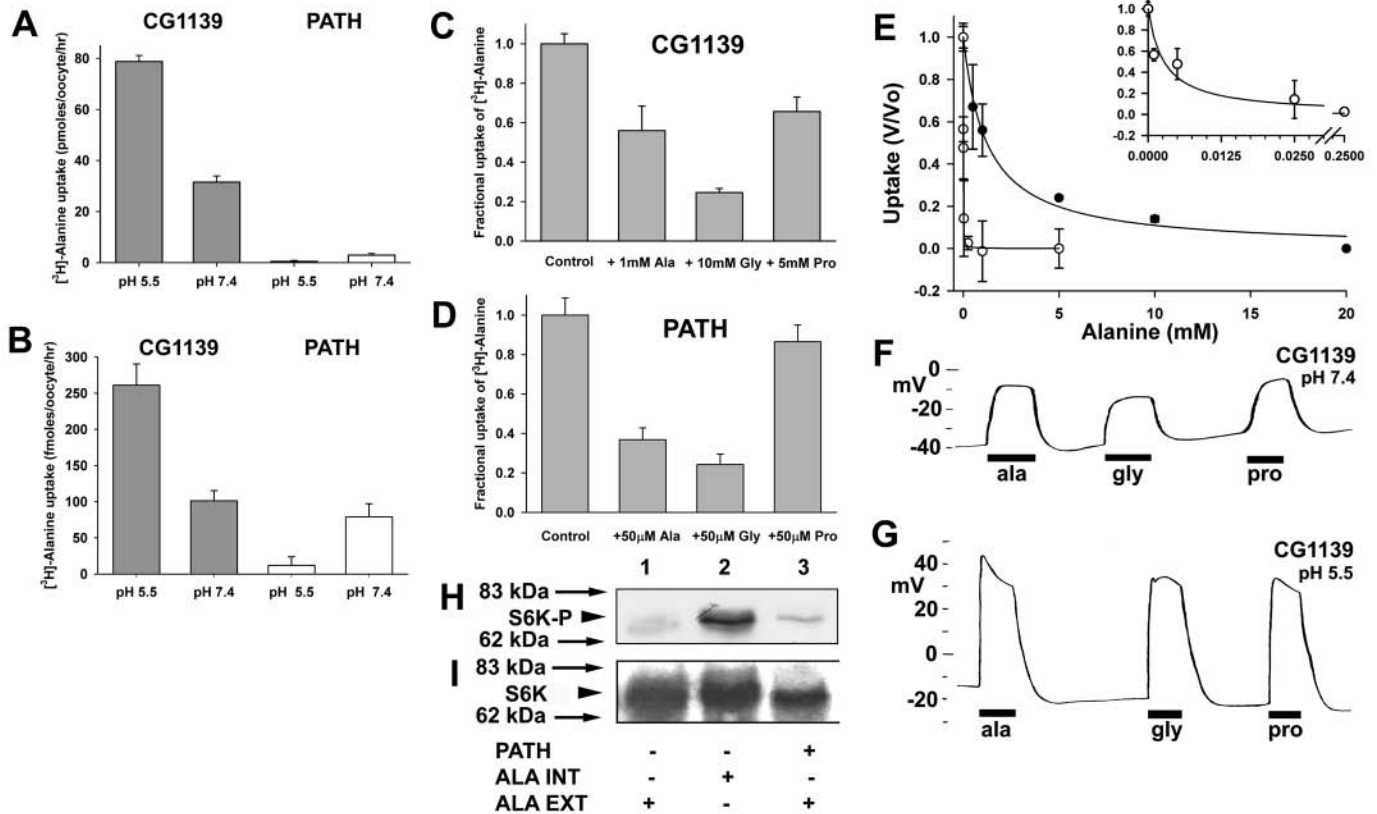 A
CG1139 PATH
[³H]-Alanine uptake (pmoles/oocyte/hr)
80
60
40
20
0
pH 5.5 pH 7.4 pH 5.5 pH 7.4
B
CG1139 PATH
[³H]-Alanine uptake (fmoles/oocyte/hr)
300
250
200
150
100
50
0
pH 5.5 pH 7.4 pH 5.5 pH 7.4
C
CG1139
Fractional uptake of [³H]-Alanine
1.0
0.8
0.6
0.4
0.2
0.0
Control + 1mM Ala + 10mM Gly + 5mM Pro
D
PATH
Fractional uptake of [³H]-Alanine
1.0
0.8
0.6
0.4
0.2
0.0
Control +50μM Ala +50μM Gly +50μM Pro
E
Uptake (V/Vo)
1.0
0.8
0.6
0.4
0.2
0.0
-0.2
0 5 10 15 20
Alanine (mM)
1.0
0.8
0.6
0.4
0.2
0.0
-0.2
0.0000 0.0125 0.0250 0.2500
F
CG1139
pH 7.4
0
mV
-20
-40
ala gly pro
G
CG1139
pH 5.5
40
mV
20
0
-20
ala gly pro
1 2 3
H
83 kDa
S6K-P
62 kDa
I
83 kDa
S6K
62 kDa
PATH - - +
ALA INT - + -
ALA EXT + - +